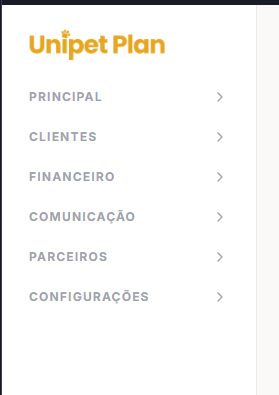 Unipet Plan
PRINCIPAL
CLIENTES
FINANCEIRO
COMUNICAÇÃO
PARCEIROS
CONFIGURAÇÕES